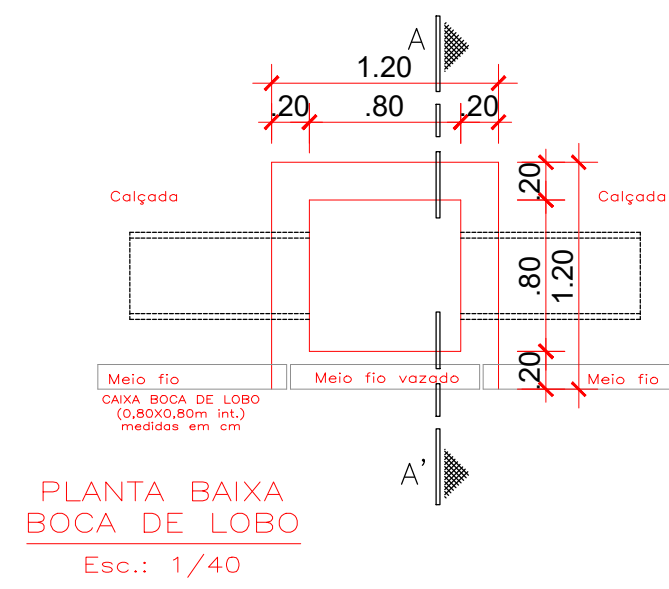 A
1.20
.20
.80
.20
Calçada
.20
Calçada
.80
1.20
.20
Meio fio
Meio fio vazado
Meio fio
CAIXA BOCA DE LOBO
(0,80X0,80m int.)
medidas em cm
A'
PLANTA BAIXA
BOCA DE LOBO
Esc.: 1/40